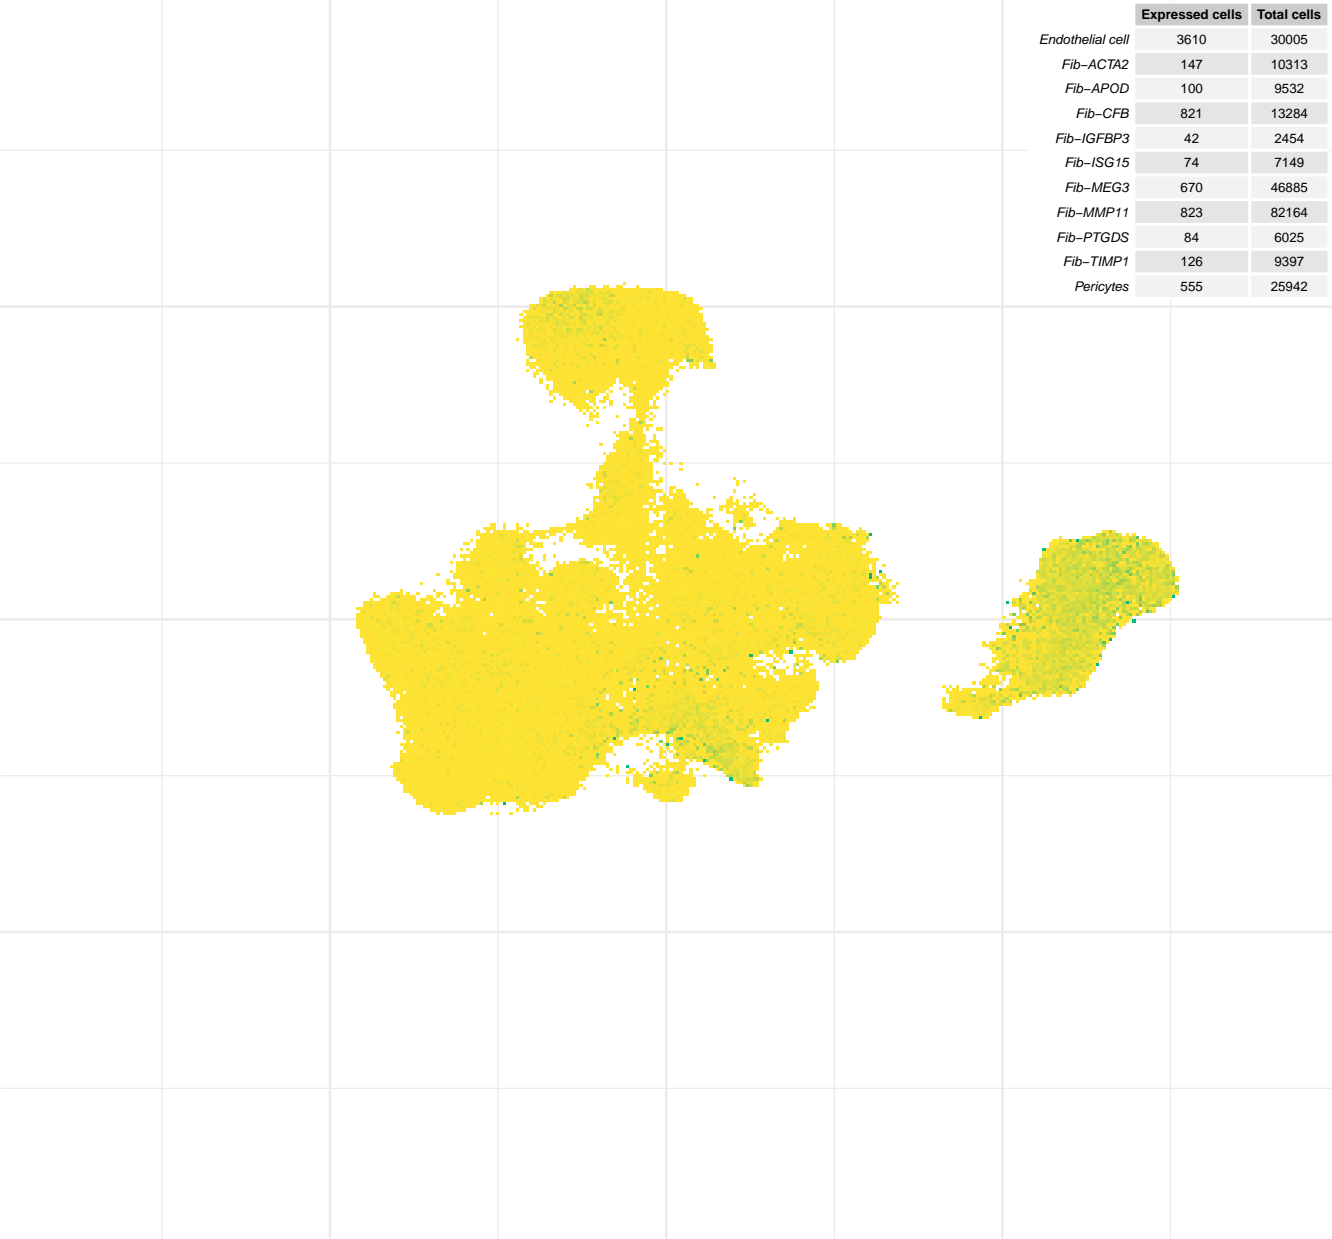 Expressed cells Total cells
Endothelial cell 3610 30005
Fib−ACTA2 147 10313
Fib−APOD 100 9532
Fib−CFB 821 13284
Fib−IGFBP3 42 2454
Fib−ISG15 74 7149
Fib−MEG3 670 46885
Fib−MMP11 823 82164
Fib−PTGDS 84 6025
Fib−TIMP1 126 9397
Pericytes 555 25942